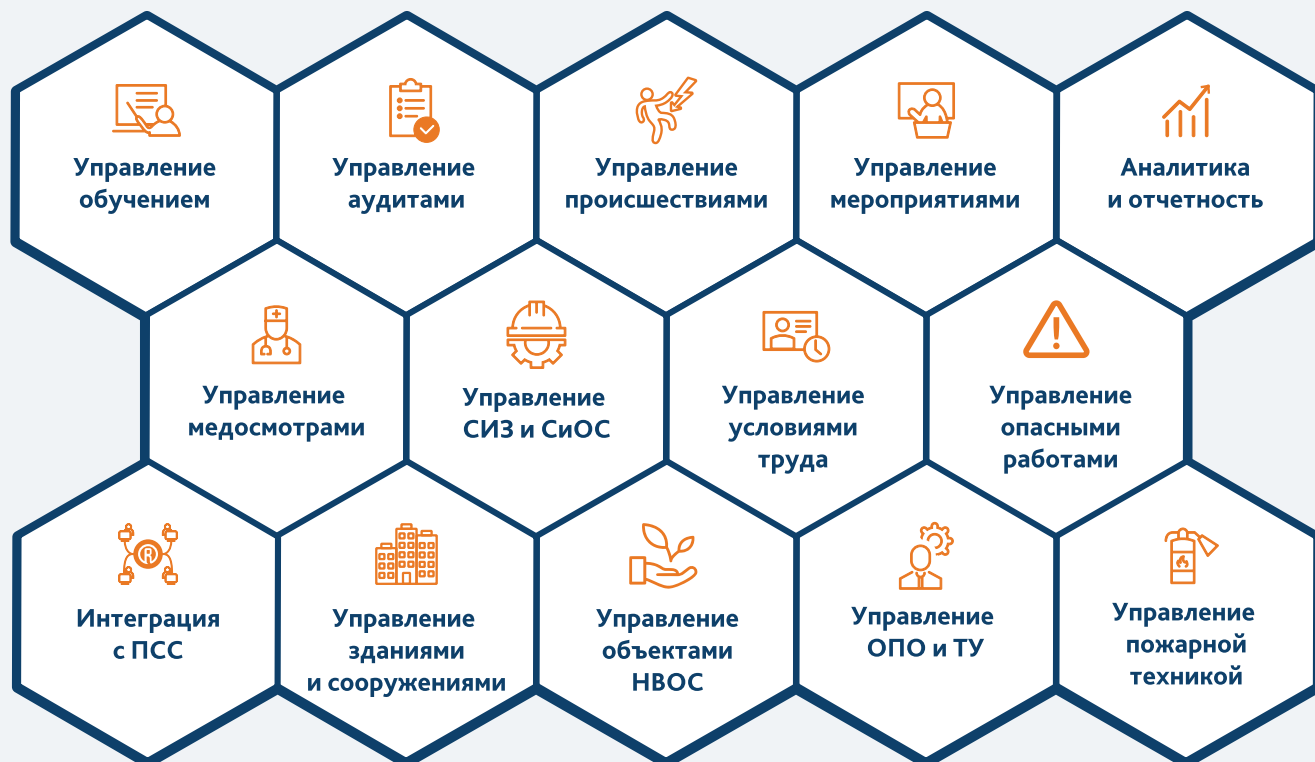 Управление
обучением
Управление
аудитами
Управление
происшествиями
Управление
мероприятиями
Аналитика
и отчетность
Управление
медосмотрами
Управление
СИЗ и СиОС
Управление
условиями
труда
Управление
опасными
работами
®
Интеграция
с ПСС
Управление
зданиями
и сооружениями
Управление
объектами
НВОС
Управление
ОПО и ТУ
Управление
пожарной
техникой